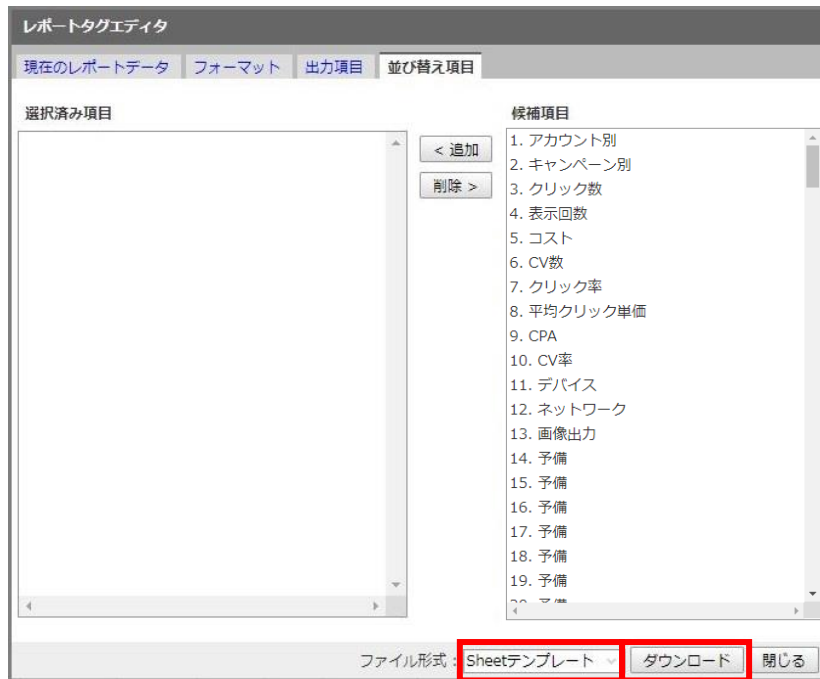 レポートタグエディタ
現在のレポートデータ フォーマット 出力項目 並び替え項目
選択済み項目
候補項目
< 追加
削除 >
1. アカウント別
2. キャンペーン別
3. クリック数
4. 表示回数
5. コスト
6. CV数
7. クリック率
8. 平均クリック単価
9. CPA
10. CV率
11. デバイス
12. ネットワーク
13. 画像出力
14. 予備
15. 予備
16. 予備
17. 予備
18. 予備
19. 予備
ファイル形式 : Sheetテンプレート ダウンロード 閉じる